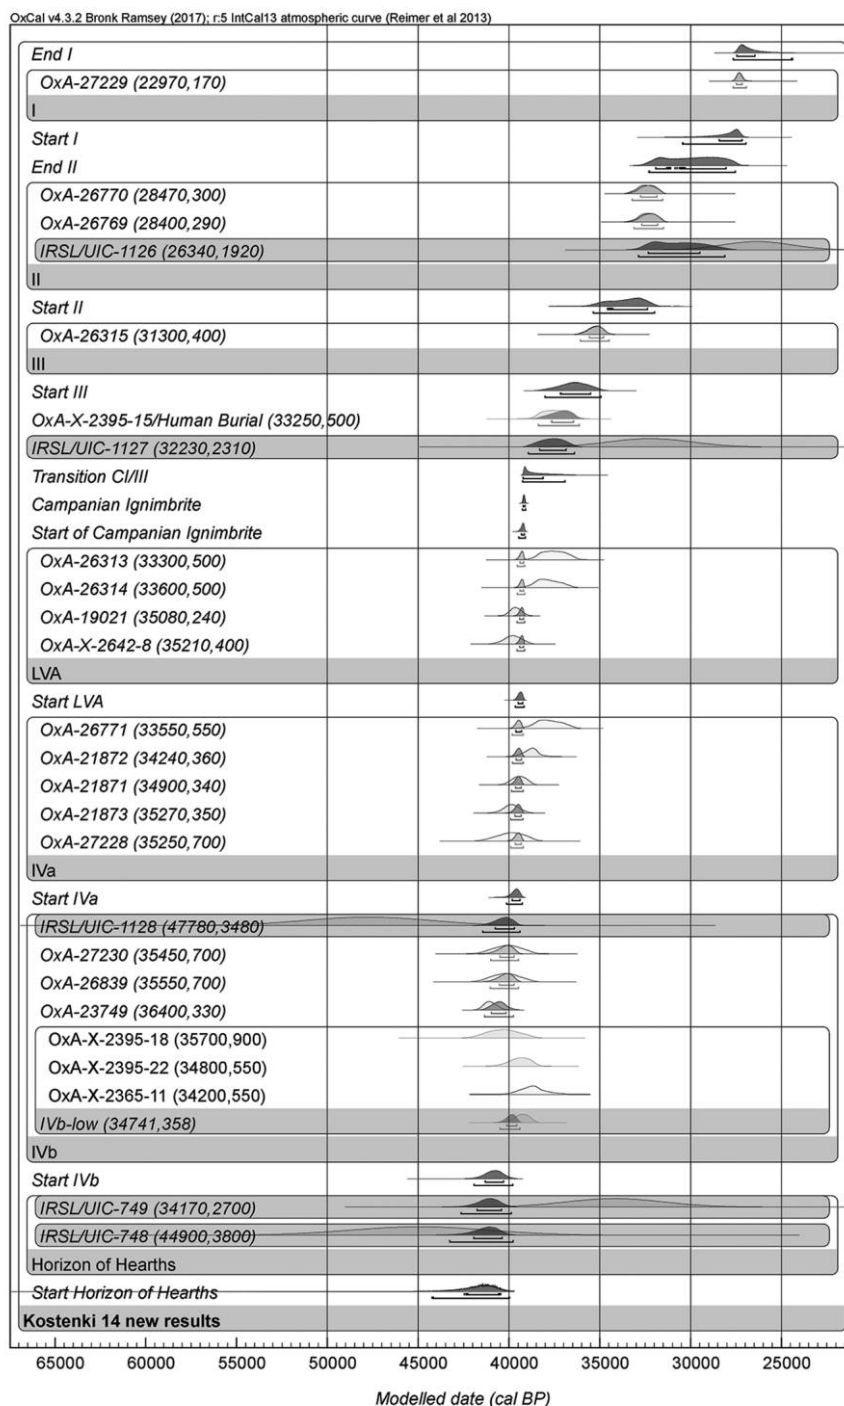 OxCal v4.3.2 Bronk Ramsey (2017); r:5 IntCal13 atmospheric curve (Reimer et al 2013)
End I
OxA-27229 (22970,170)
I
Start I
End II
OxA-26770 (28470,300)
OxA-26769 (28400,290)
IRSL/UIC-1126 (26340,1920)
II
Start II
OxA-26315 (31300,400)
III
Start III
OxA-X-2395-15/Human Burial (33250,500)
IRSL/UIC-1127 (32230,2310)
Transition CI/III
Campanian Ignimbrite
Start of Campanian Ignimbrite
OxA-26313 (33300,500)
OxA-26314 (33600,500)
OxA-19021 (35080,240)
OxA-X-2642-8 (35210,400)
LVA
Start LVA
OxA-26771 (33550,550)
OxA-21872 (34240,360)
OxA-21871 (34900,340)
OxA-21873 (35270,350)
OxA-27228 (35250,700)
IVa
Start IVa
IRSL/UIC-1128 (47780,3480)
OxA-27230 (35450,700)
OxA-26839 (35550,700)
OxA-23749 (36400,330)
OxA-X-2395-18 (35700,900)
OxA-X-2395-22 (34800,550)
OxA-X-2365-11 (34200,550)
IVb-low (34741,358)
IVb
Start IVb
IRSL/UIC-749 (34170,2700)
IRSL/UIC-748 (44900,3800)
Horizon of Hearths
Start Horizon of Hearths
Kostenki 14 new results
65000 60000 55000 50000 45000 40000 35000 30000 25000
Modelled date (cal BP)